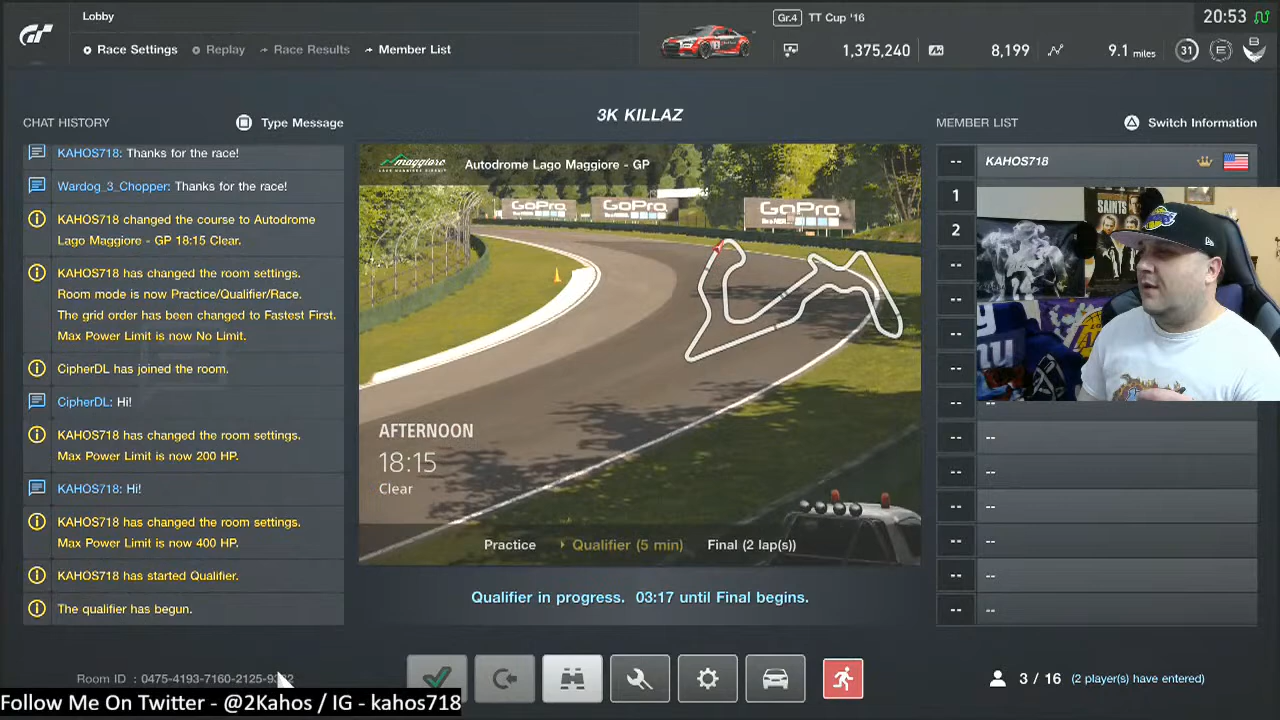 Lobby
Gr.4 TT Cup '16
20:53
Race Settings Replay Race Results Member List
1,375,240 8,199 9.1 miles 31 E B
CHAT HISTORY Type Message
3K KILLAZ
MEMBER LIST Switch Information
KAHOS718: Thanks for the race!
Wardog_3_Chopper: Thanks for the race!
KAHOS718 changed the course to Autodrome
Lago Maggiore - GP 18:15 Clear.
KAHOS718 has changed the room settings.
Room mode is now Practice/Qualifier/Race.
The grid order has been changed to Fastest First.
Max Power Limit is now No Limit.
CipherDL has joined the room.
CipherDL: Hi!
KAHOS718 has changed the room settings.
Max Power Limit is now 200 HP.
KAHOS718: Hi!
KAHOS718 has changed the room settings.
Max Power Limit is now 400 HP.
KAHOS718 has started Qualifier.
The qualifier has begun.
maggiore Autodrome Lago Maggiore - GP
GoPro GoPro GoPro
AFTERNOON
18:15
Clear
Practice Qualifier (5 min) Final (2 lap(s))
Qualifier in progress. 03:17 until Final begins.
-- KAHOS718
1
2
--
--
--
--
-- --
-- --
-- --
-- --
-- --
-- --
-- --
SAINTS
3 / 16 (2 player(s) have entered)
Room ID : 0475-4193-7160-2125-9
Follow Me On Twitter - @2Kahos / IG - kahos718